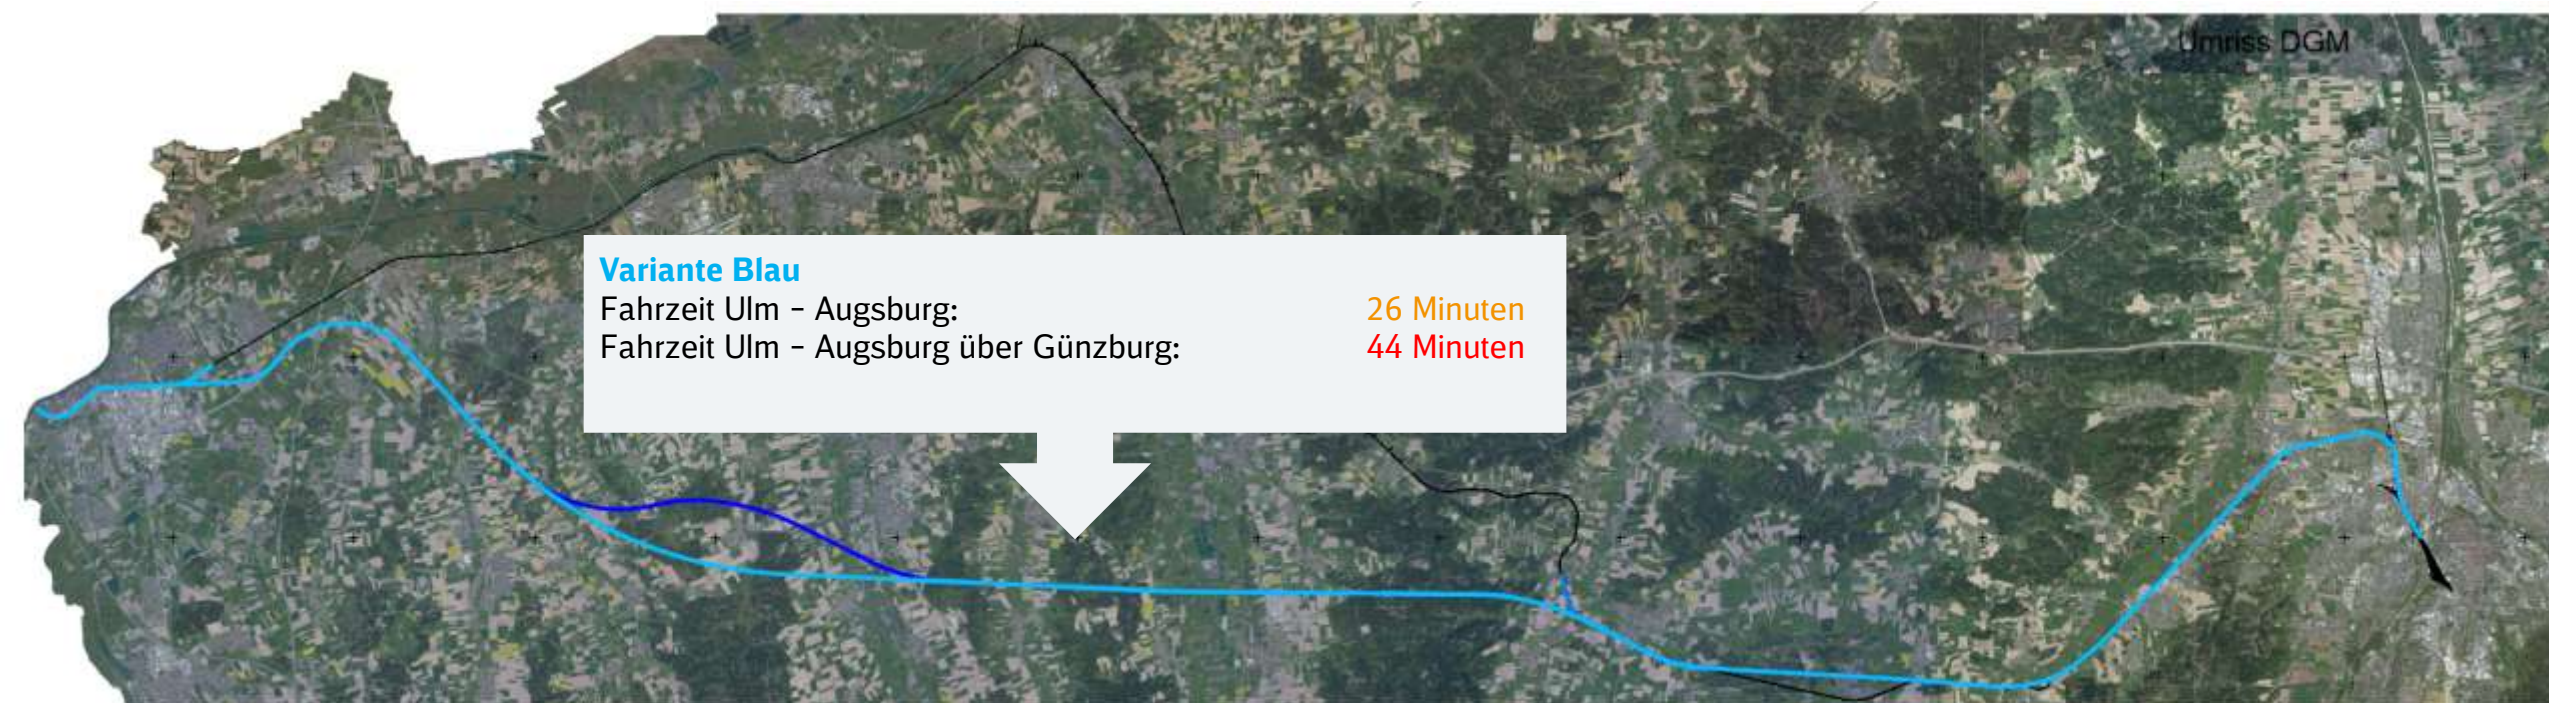 Umriss DGM
Variante Blau
Fahrzeit Ulm – Augsburg: 26 Minuten
Fahrzeit Ulm – Augsburg über Günzburg: 44 Minuten